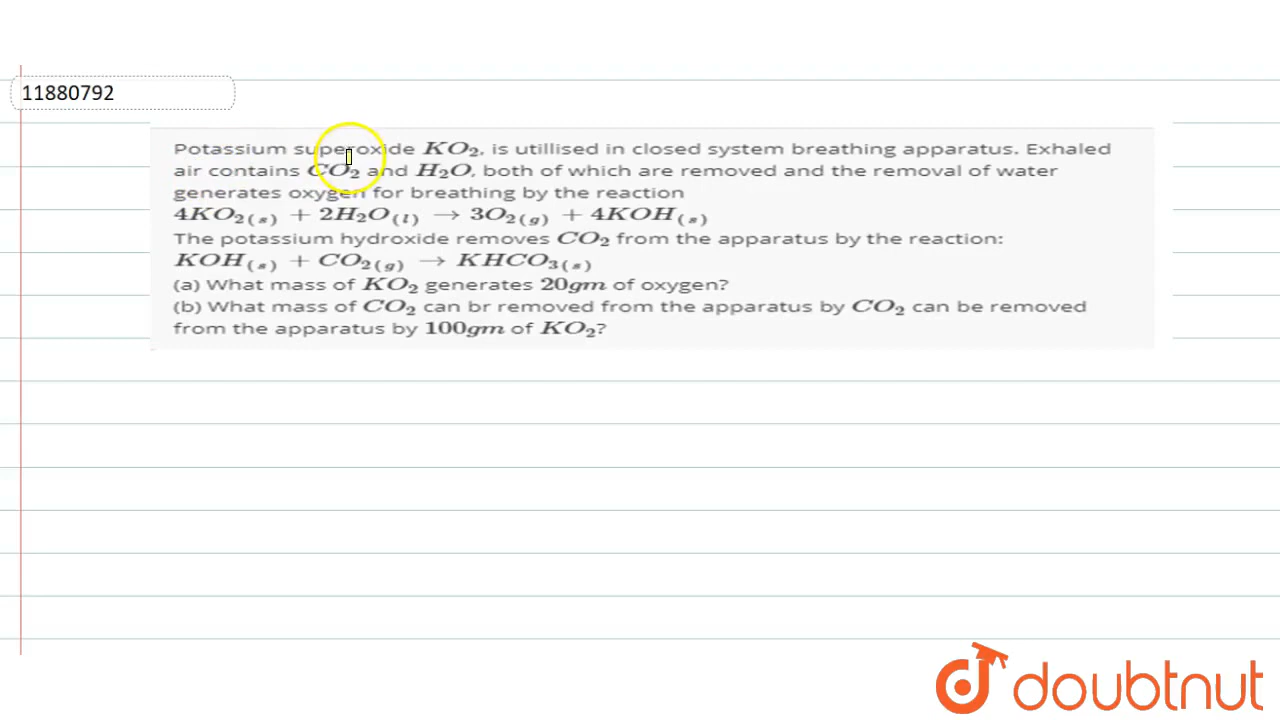 11880792
Potassium superoxide KO₂, is utillised in closed system breathing apparatus. Exhaled
air contains CO₂ and H₂O, both of which are removed and the removal of water
generates oxygen for breathing by the reaction
4KO₂₍ₛ₎ + 2H₂O₍ₗ₎ → 3O₂₍g₎ + 4KOH₍ₛ₎
The potassium hydroxide removes CO₂ from the apparatus by the reaction:
KOH₍ₛ₎ + CO₂₍g₎ → KHCO₃₍ₛ₎
(a) What mass of KO₂ generates 20gm of oxygen?
(b) What mass of CO₂ can br removed from the apparatus by CO₂ can be removed
from the apparatus by 100gm of KO₂?
doubtnut